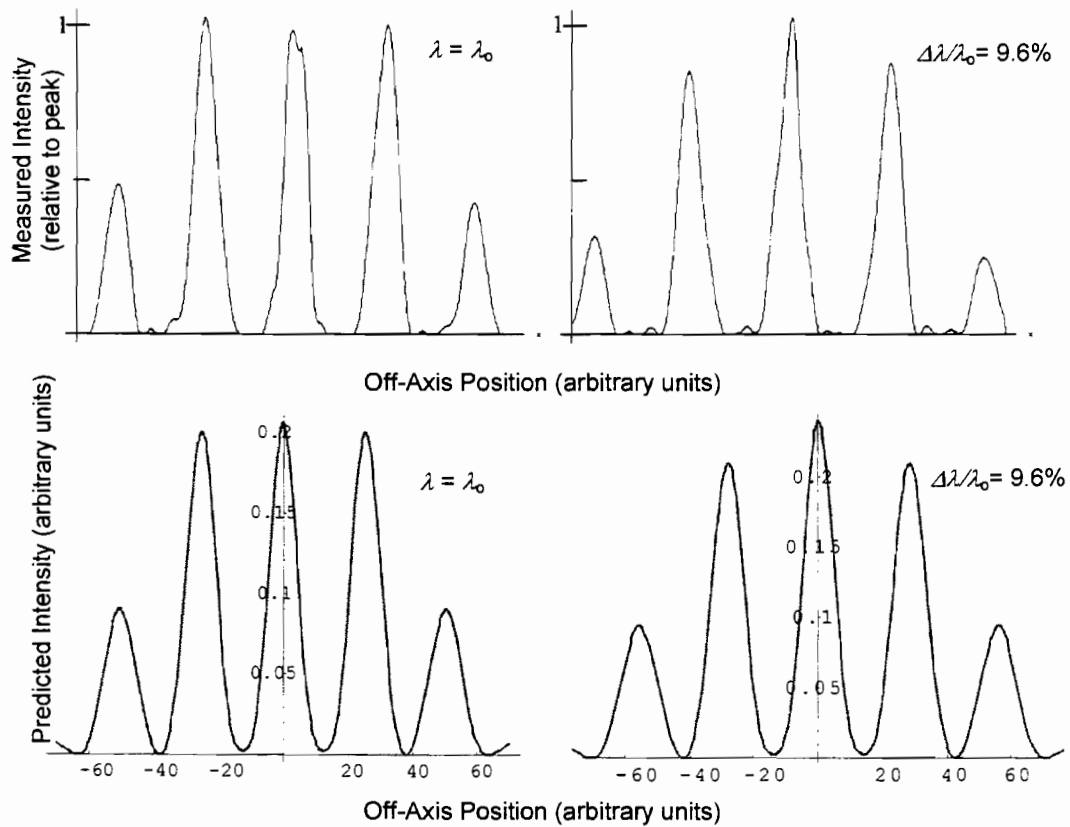 1
λ = λₒ
Measured Intensity
(relative to peak)
1
Δλ/λₒ= 9.6%
x
x
Off-Axis Position (arbitrary units)
Predicted Intensity (arbitrary units)
0.2
0.15
0.1
0.05
λ = λₒ
-60 -40 -20 20 40 60
0.2
0.15
0.1
0.05
Δλ/λₒ= 9.6%
-60 -40 -20 20 40 60
Off-Axis Position (arbitrary units)